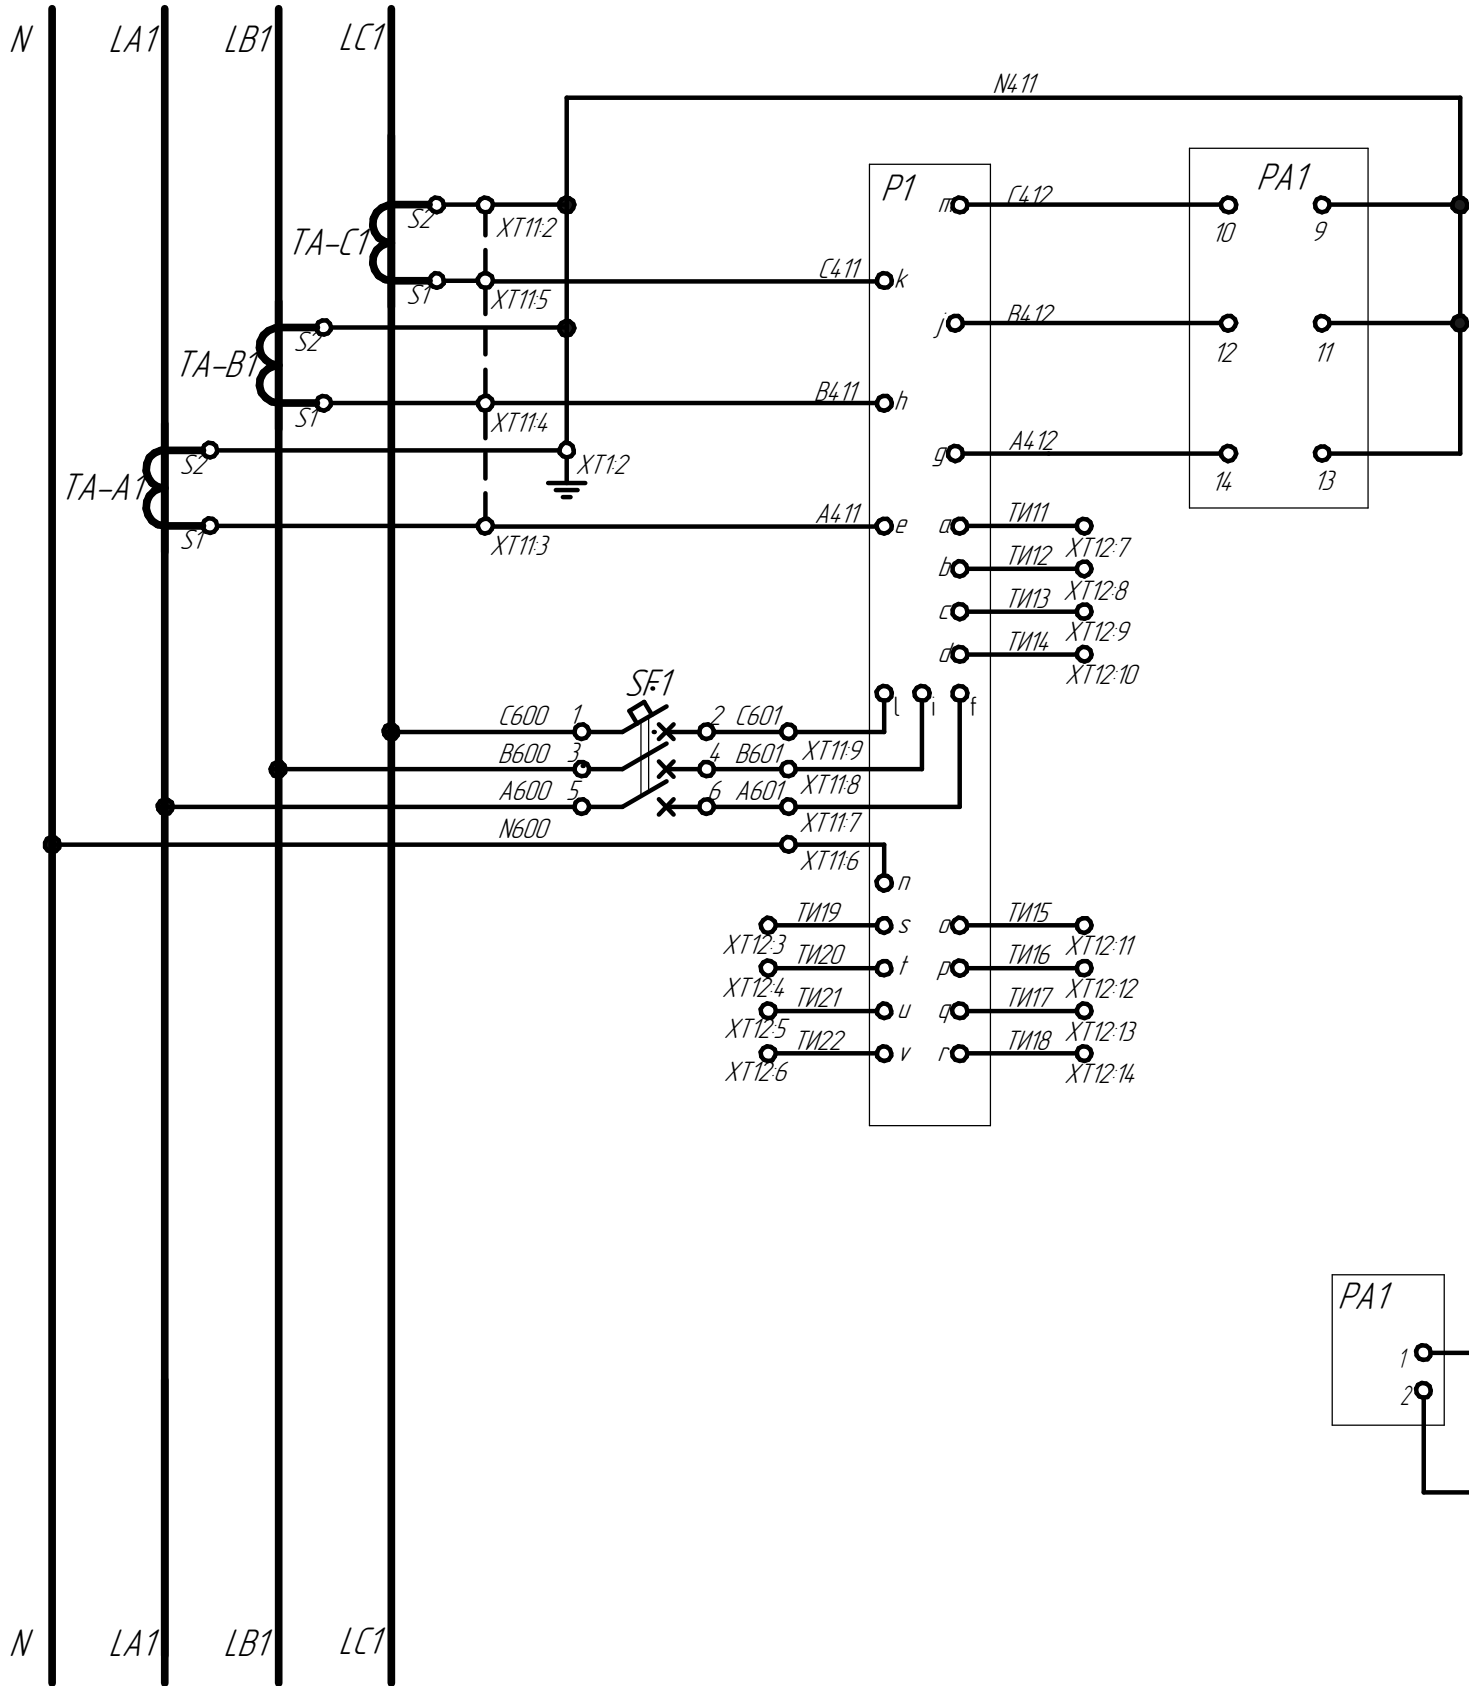 N LA1 LB1 LC1
N411
P1
PA1
m C412 10 9
S2 XT11:2
TA-C1
S1 XT11:5 C411 k
j B412 12 11
S2
TA-B1
S1 XT11:4 B411 h
g A412 14 13
S2 XT1:2
TA-A1
S1 XT11:3 A411 e
a ТИ11 XT12:7
b ТИ12 XT12:8
c ТИ13 XT12:9
d ТИ14 XT12:10
SF1
l i f
C600 1 2 C601 XT11:9
B600 3 4 B601 XT11:8
A600 5 6 A601 XT11:7
N600 XT11:6
n
ТИ19 s o ТИ15
XT12:3 XT12:11
ТИ20 t p ТИ16
XT12:4 XT12:12
ТИ21 u q ТИ17
XT12:5 XT12:13
ТИ22 v r ТИ18
XT12:6 XT12:14
PA1
1
2
N LA1 LB1 LC1